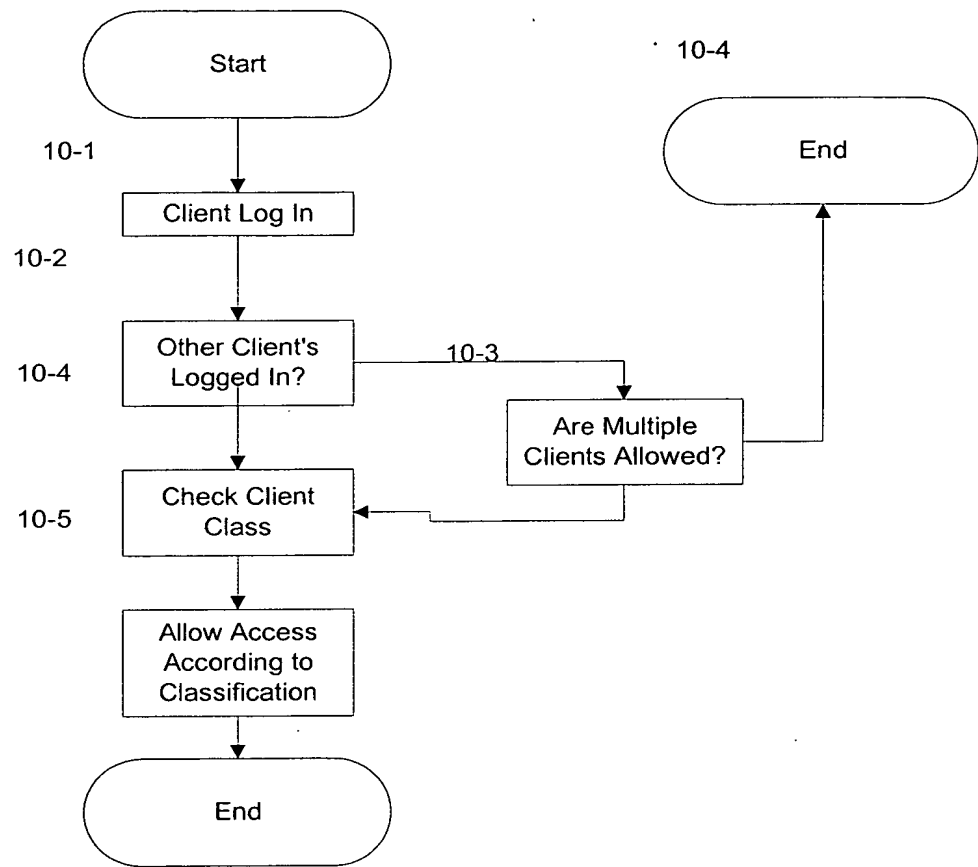 Start
10-4
End
10-1
Client Log In
10-2
Other Client's
Logged In?
10-4
10-3
Are Multiple
Clients Allowed?
Check Client
Class
10-5
Allow Access
According to
Classification
End